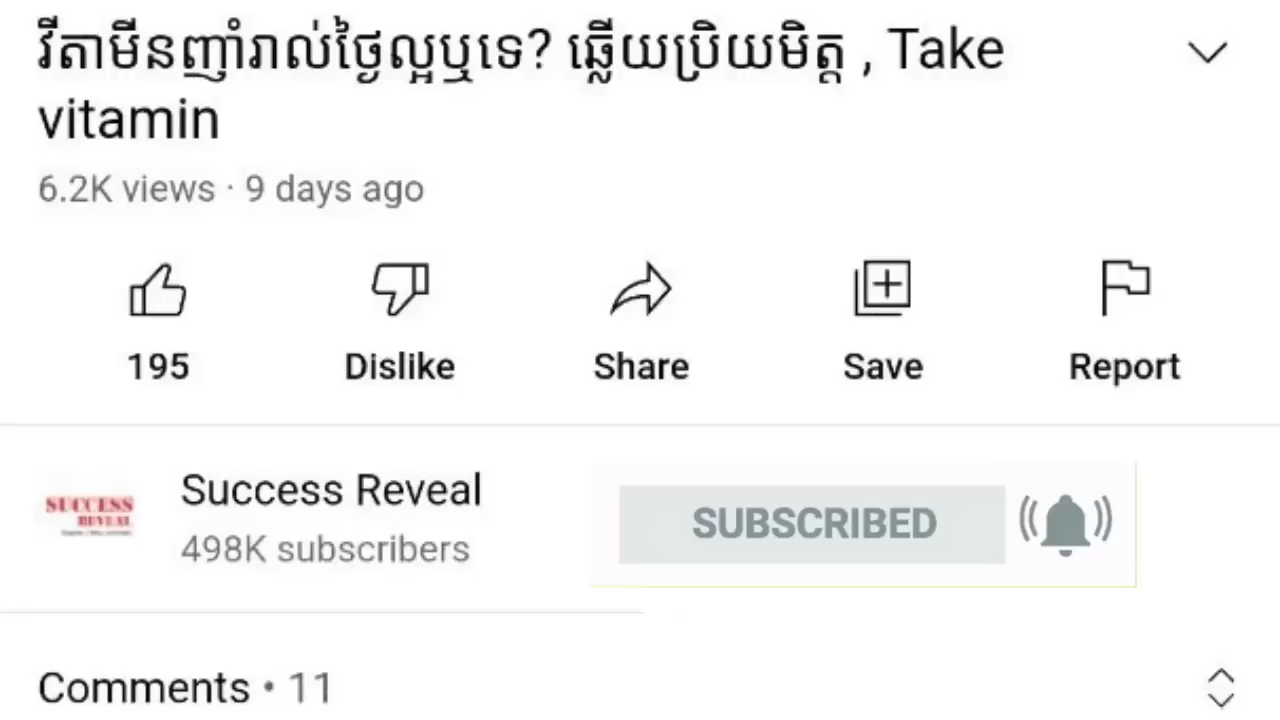 វីតាមីនញ៉ាំរាល់ថ្ងៃល្អឬទេ? ឆ្លើយប្រិយមិត្ត , Take
vitamin
6.2K views · 9 days ago
195 Dislike Share Save Report
SUCCESS
REVEAL
Success Reveal
498K subscribers
SUBSCRIBED
Comments • 11